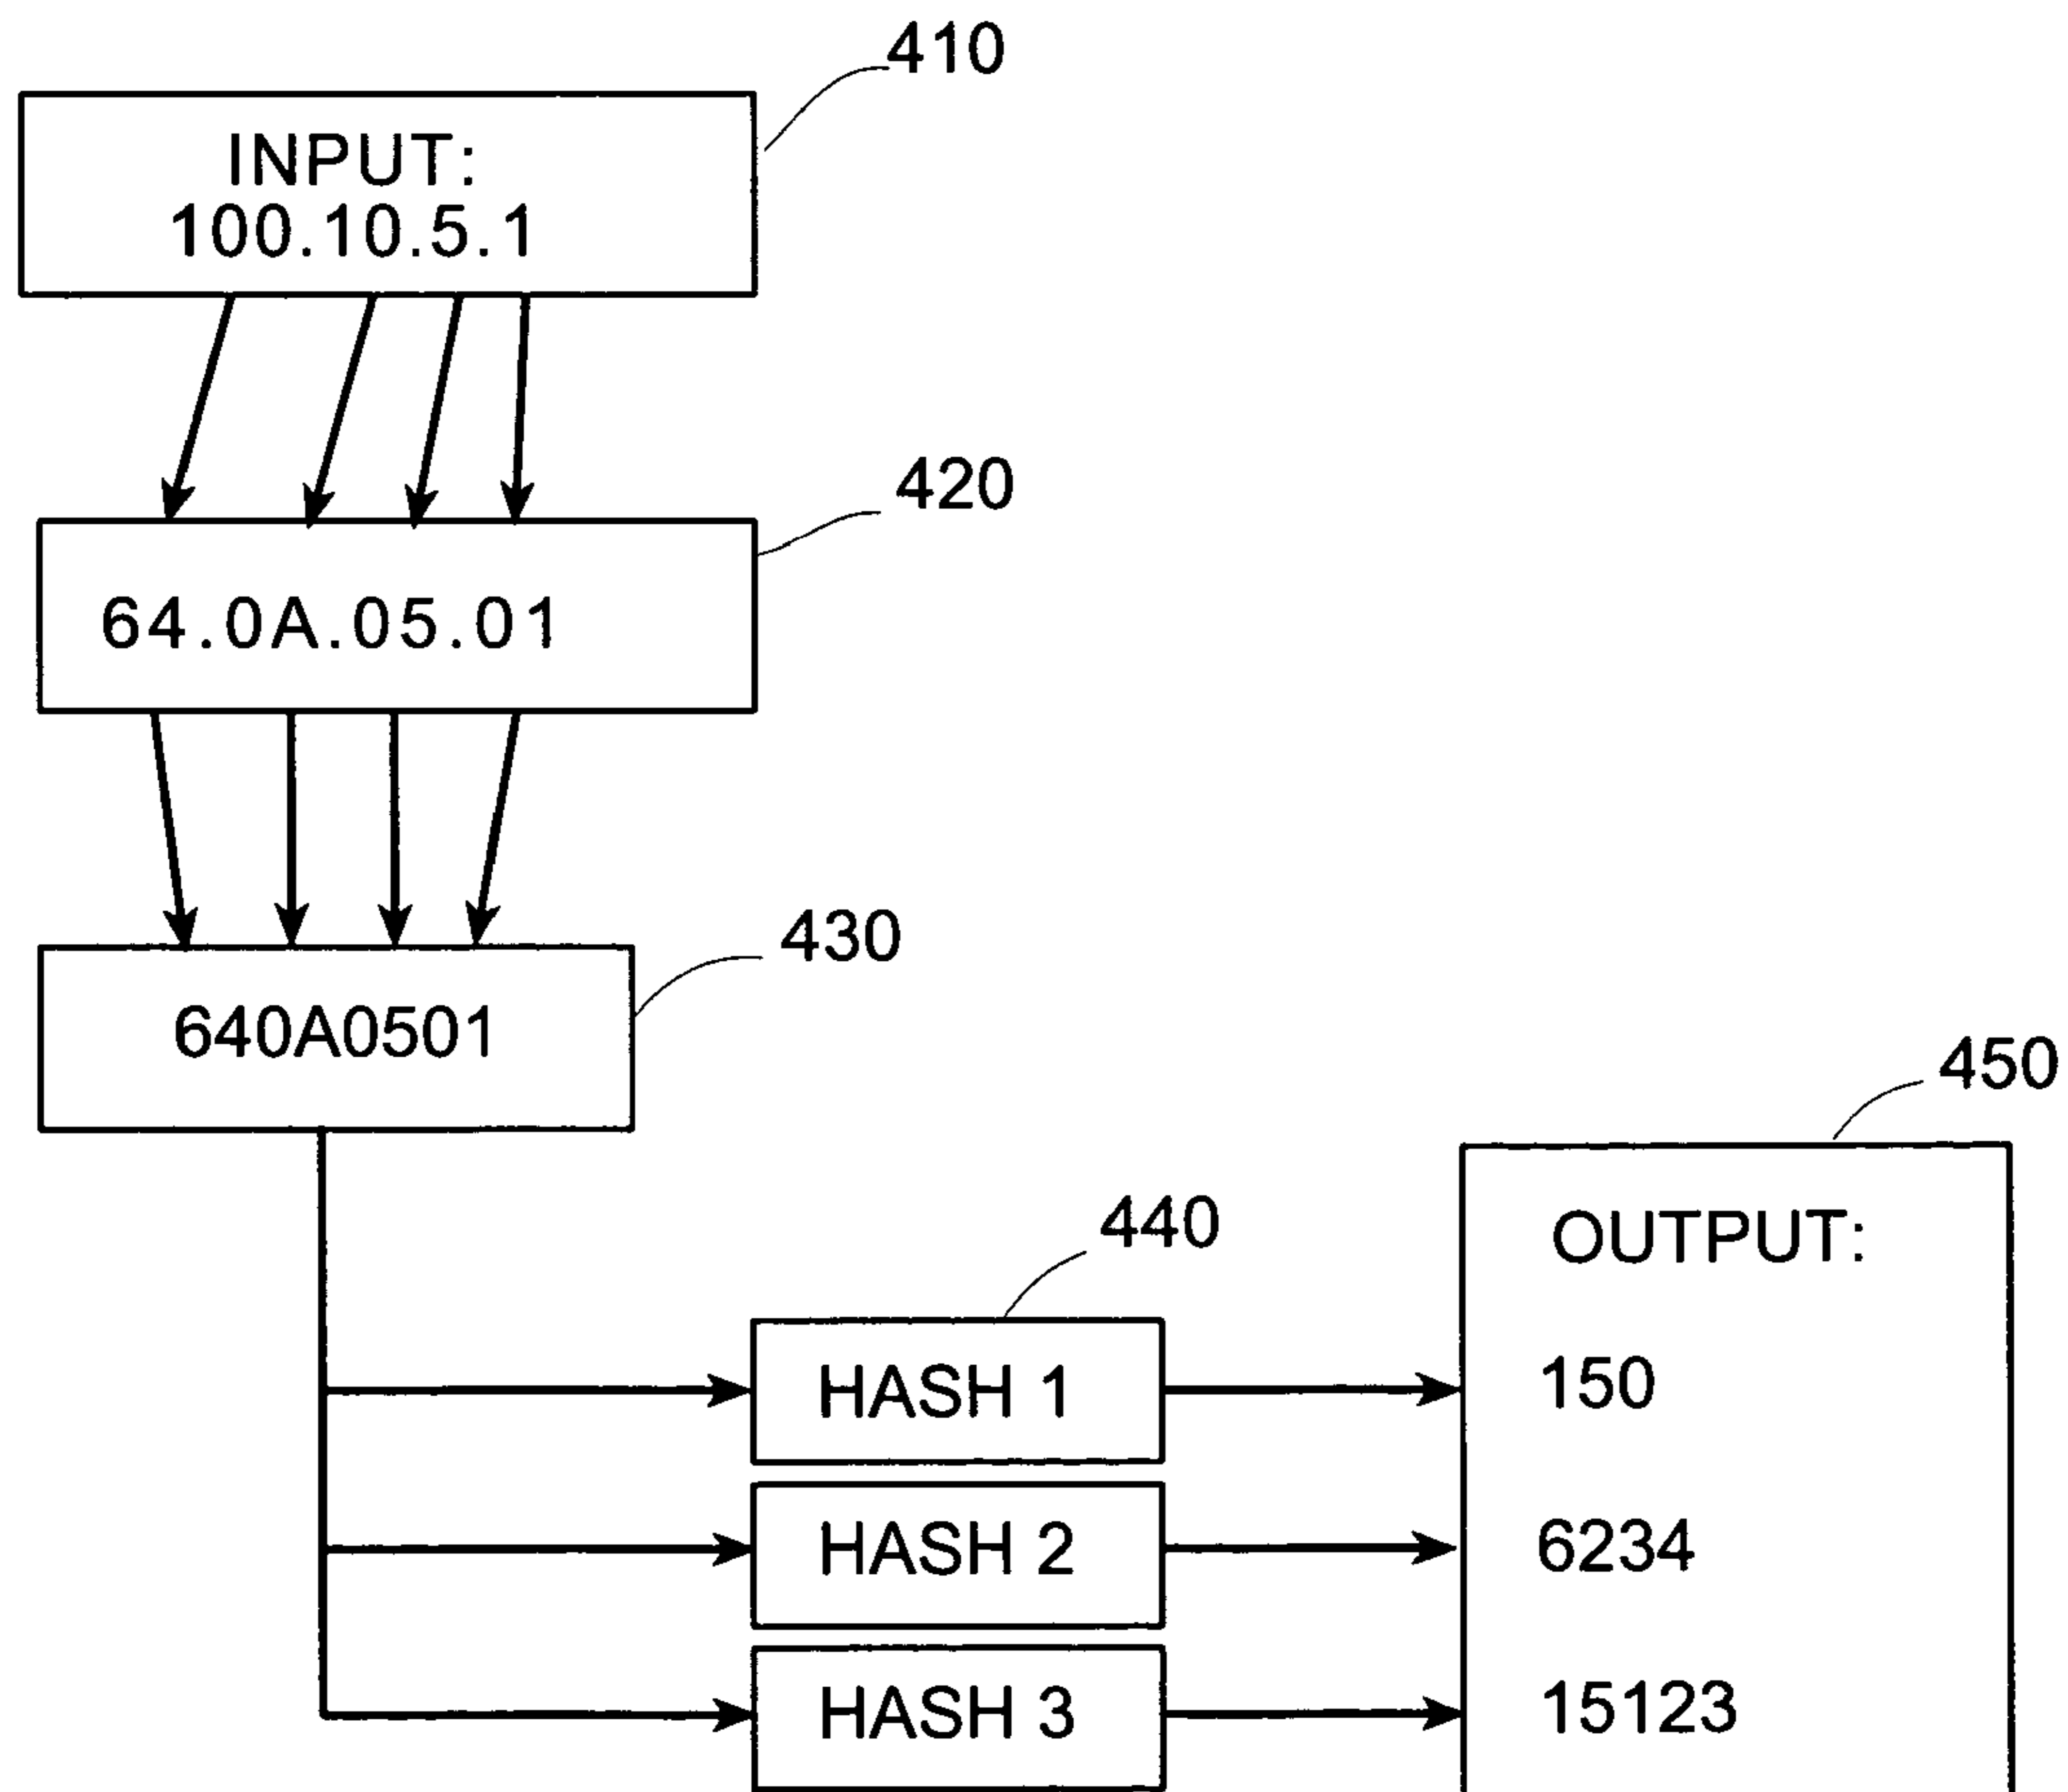 410
INPUT:
100.10.5.1
420
64.0A.05.01
430
640A0501
450
OUTPUT:
440
HASH 1
150
HASH 2
6234
HASH 3
15123